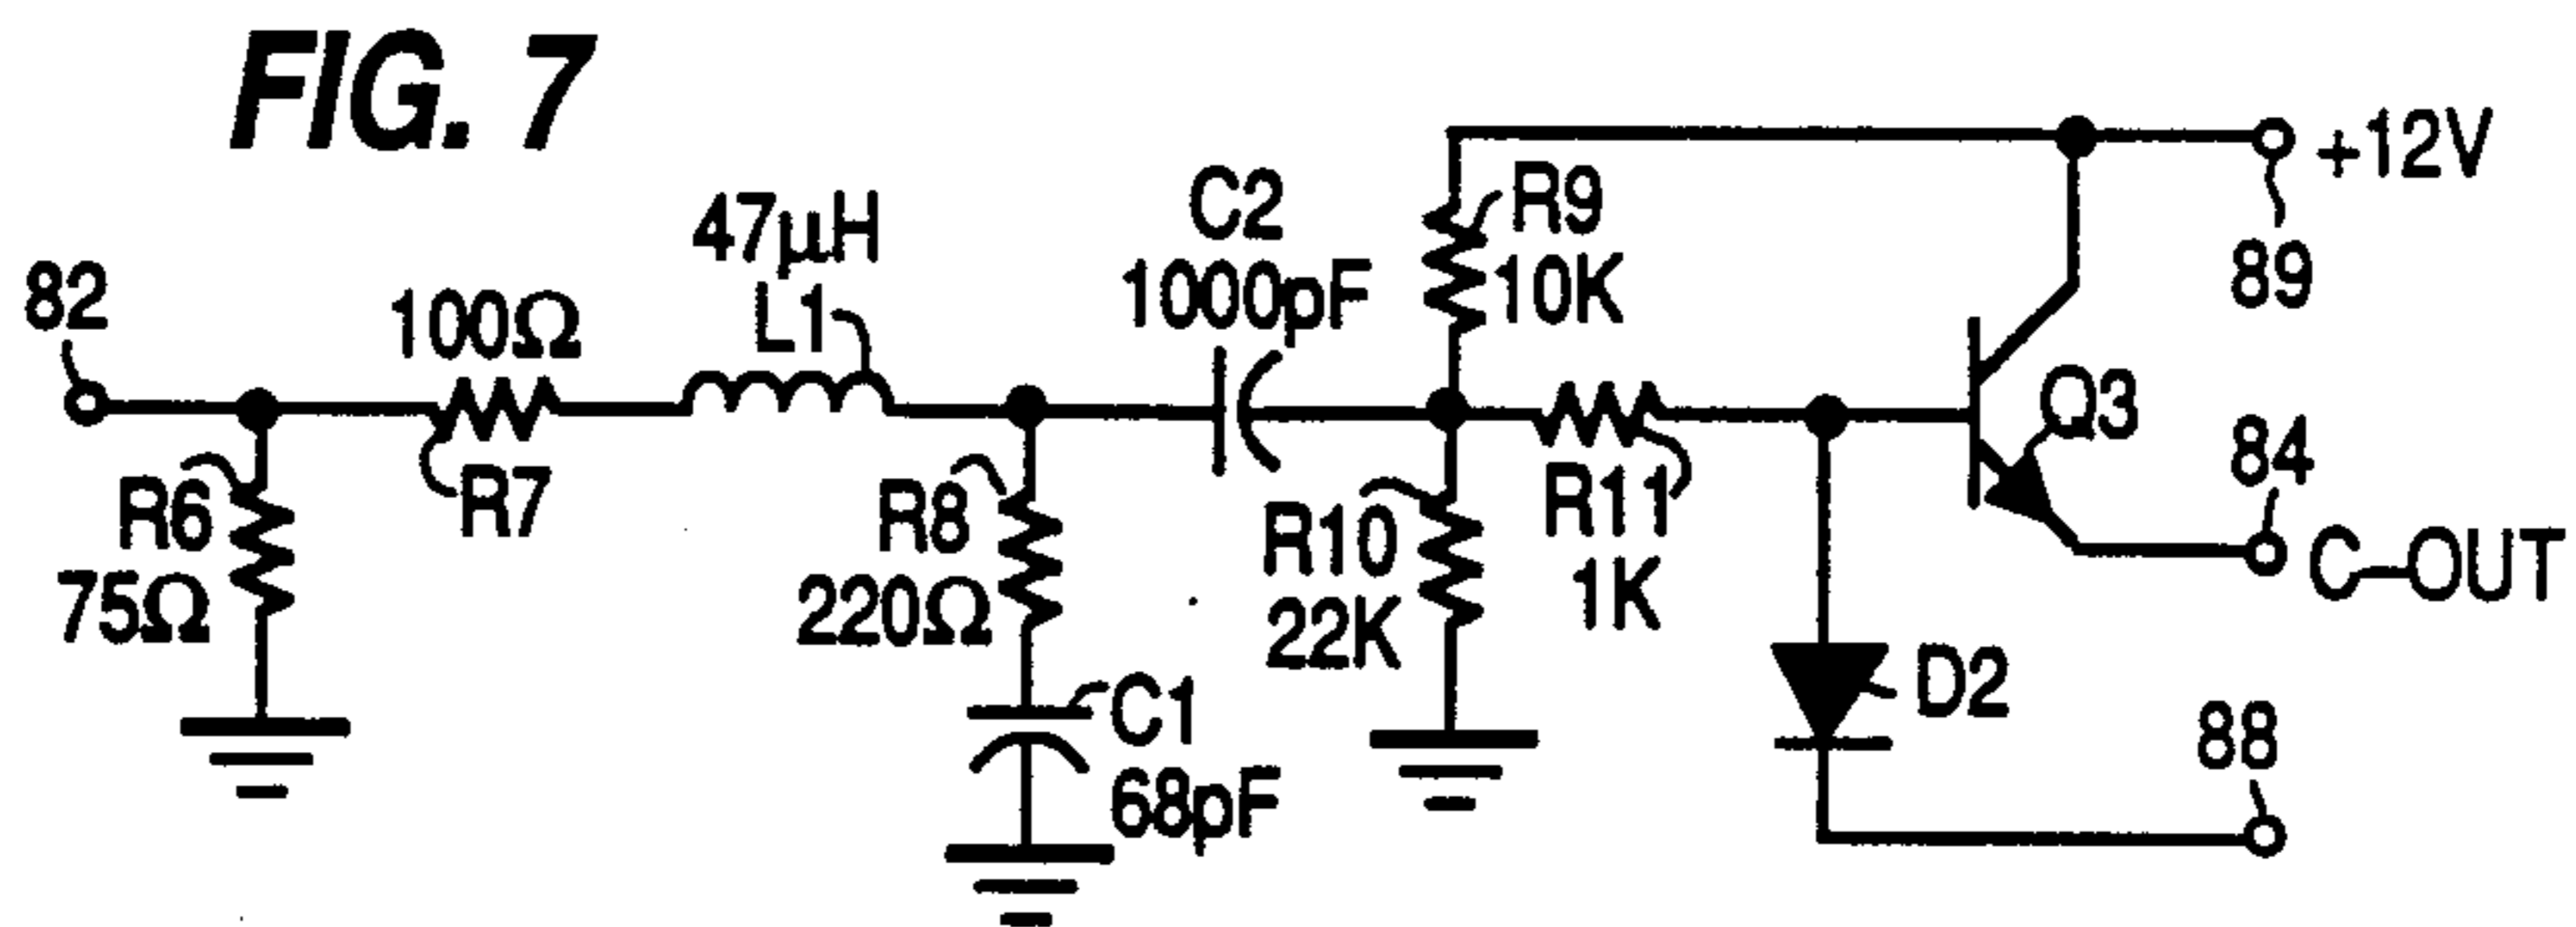 FIG. 7
+12V
89
82
100Ω
R7
47μH
L1
C2
1000pF
R9
10K
Q3
84
C-OUT
R6
75Ω
R8
220Ω
C1
68pF
R10
22K
R11
1K
D2
88